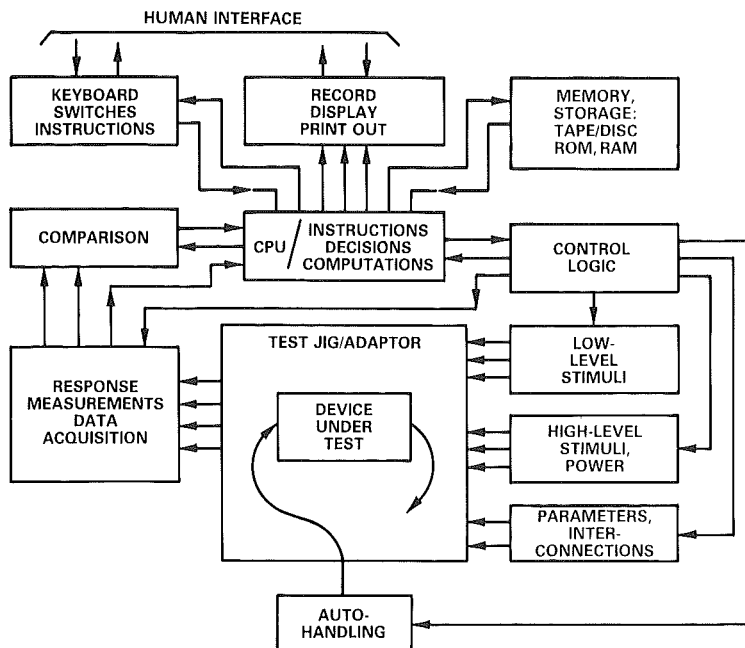 HUMAN INTERFACE
KEYBOARD
SWITCHES
INSTRUCTIONS
RECORD
DISPLAY
PRINT OUT
MEMORY,
STORAGE:
TAPE/DISC
ROM, RAM
COMPARISON
CPU / INSTRUCTIONS
DECISIONS
COMPUTATIONS
CONTROL
LOGIC
RESPONSE
MEASUREMENTS
DATA
ACQUISITION
TEST JIG/ADAPTOR
DEVICE
UNDER
TEST
LOW-
LEVEL
STIMULI
HIGH-LEVEL
STIMULI,
POWER
PARAMETERS,
INTER-
CONNECTIONS
AUTO-
HANDLING